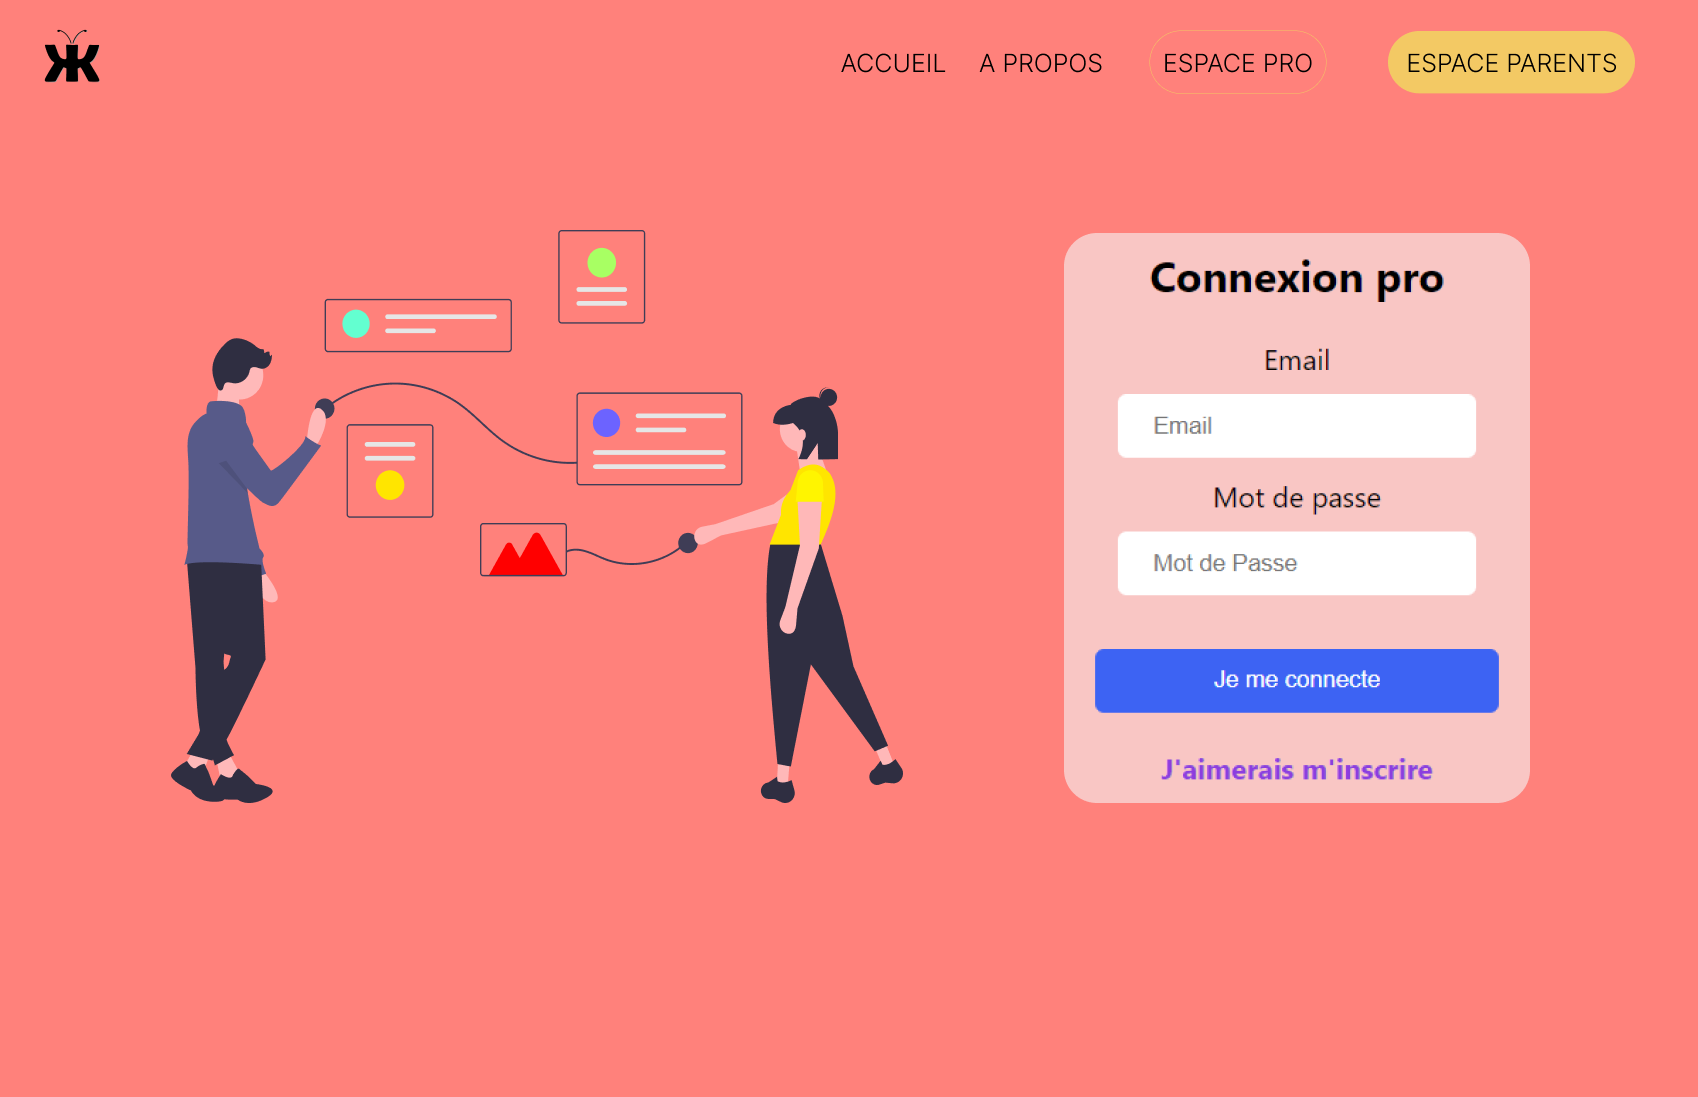 ACCUEIL A PROPOS ESPACE PRO ESPACE PARENTS
Connexion pro
Email
Email
Mot de passe
Mot de Passe
Je me connecte
J'aimerais m'inscrire